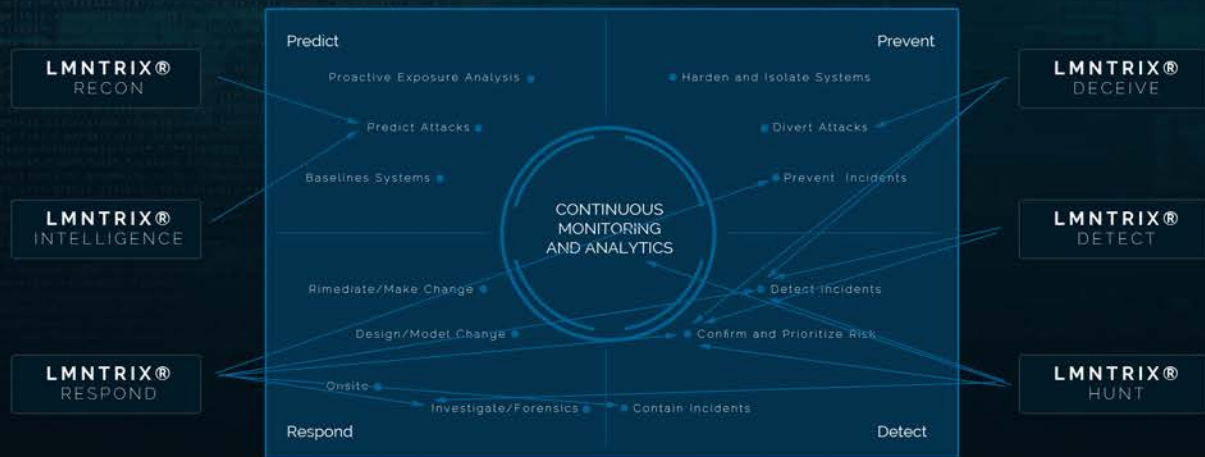 Predict
Prevent
LMNTRIX®
RECON
Proactive Exposure Analysis
Harden and Isolate Systems
LMNTRIX®
DECEIVE
Predict Attacks
Divert Attacks
Baselines Systems
Prevent Incidents
LMNTRIX®
INTELLIGENCE
CONTINUOUS
MONITORING
AND ANALYTICS
LMNTRIX®
DETECT
Rimediate/Make Change
Detect Incidents
Design/Model Change
Confirm and Prioritize Risk
LMNTRIX®
RESPOND
Onsite
LMNTRIX®
HUNT
Investigate/Forensics
Contain Incidents
Respond
Detect